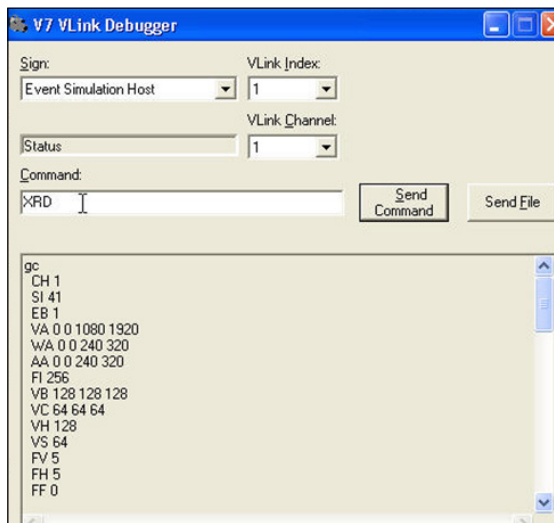 V7 VLink Debugger
Sign:
VLink Index:
Event Simulation Host
1
VLink Channel:
Status
1
Command:
XRD
Send Command
Send File
gc
CH 1
SI 41
EB 1
VA 0 0 1080 1920
WA 0 0 240 320
AA 0 0 240 320
FI 256
VB 128 128 128
VC 64 64 64
VH 128
VS 64
FV 5
FH 5
FF 0